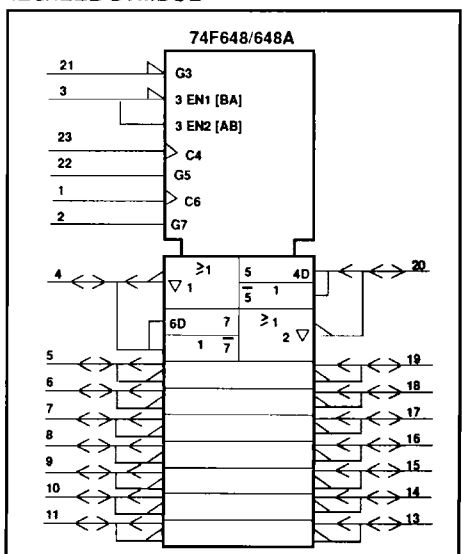 74F648/648A
21 G3
3 3 EN1 [BA]
3 EN2 [AB]
23 C4
22 G5
1 C6
2 G7
4 ≥1 5 4D 20
▽ 1 5̅ 1
6D 7 ≥1
1 7̅ 2 ▽
5 19
6 18
7 17
8 16
9 15
10 14
11 13